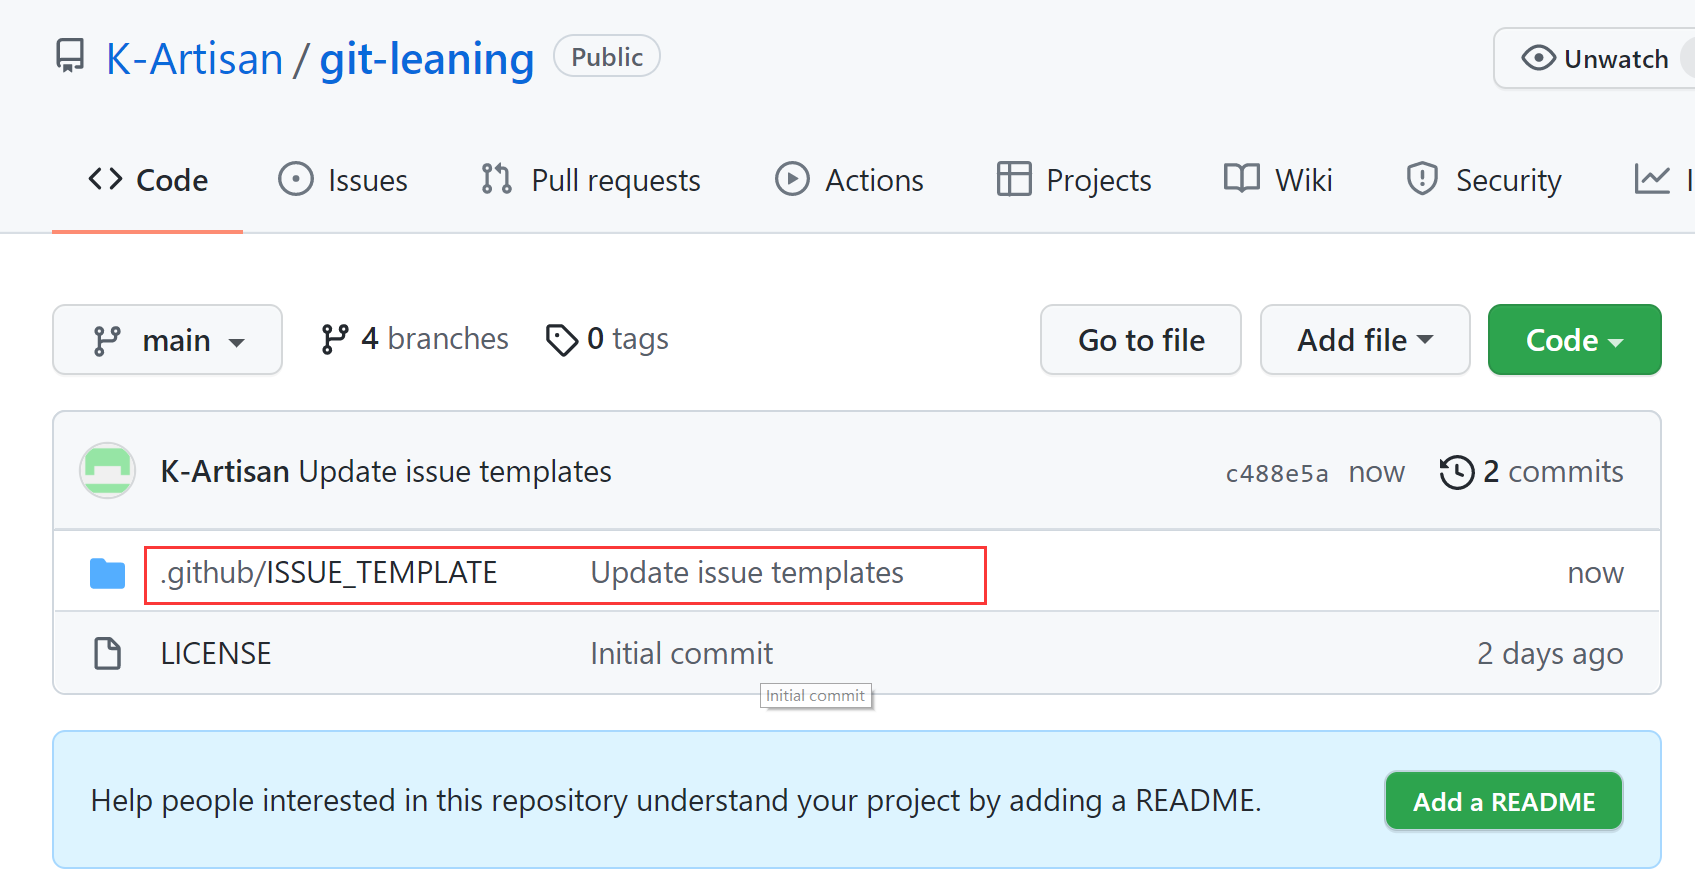 K-Artisan / git-leaning Public Unwatch
Code Issues Pull requests Actions Projects Wiki Security
main 4 branches 0 tags Go to file Add file Code
K-Artisan Update issue templates c488e5a now 2 commits
.github/ISSUE_TEMPLATE Update issue templates now
LICENSE Initial commit 2 days ago
Initial commit
Help people interested in this repository understand your project by adding a README. Add a README